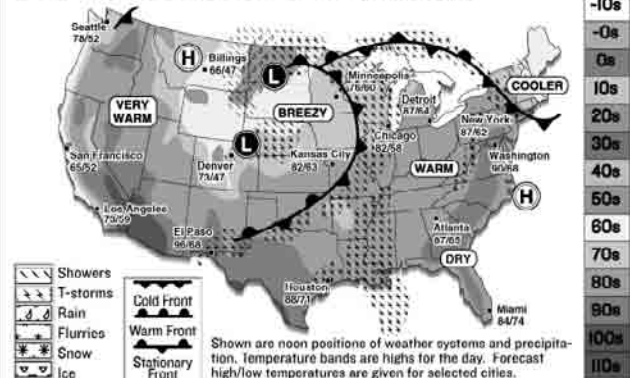 -10s
Seattle
78/52
-0s
H
Billings
66/47
0s
L
Minneapolis
76/60
COOLER
10s
VERY
WARM
BREEZY
Detroit
87/64
New York
87/62
20s
L
Chicago
82/58
30s
San Francisco
65/52
Denver
73/47
Kansas City
82/63
WARM
Washington
90/68
40s
H
50s
Los Angeles
73/59
El Paso
96/68
Atlanta
87/65
60s
DRY
70s
Showers
T-storms
Rain
Flurries
Snow
Ice
Cold Front
Warm Front
Stationary
Front
Houston
88/71
Miami
84/74
80s
90s
100s
110s
Shown are noon positions of weather systems and precipita-
tion. Temperature bands are highs for the day. Forecast
high/low temperatures are given for selected cities.